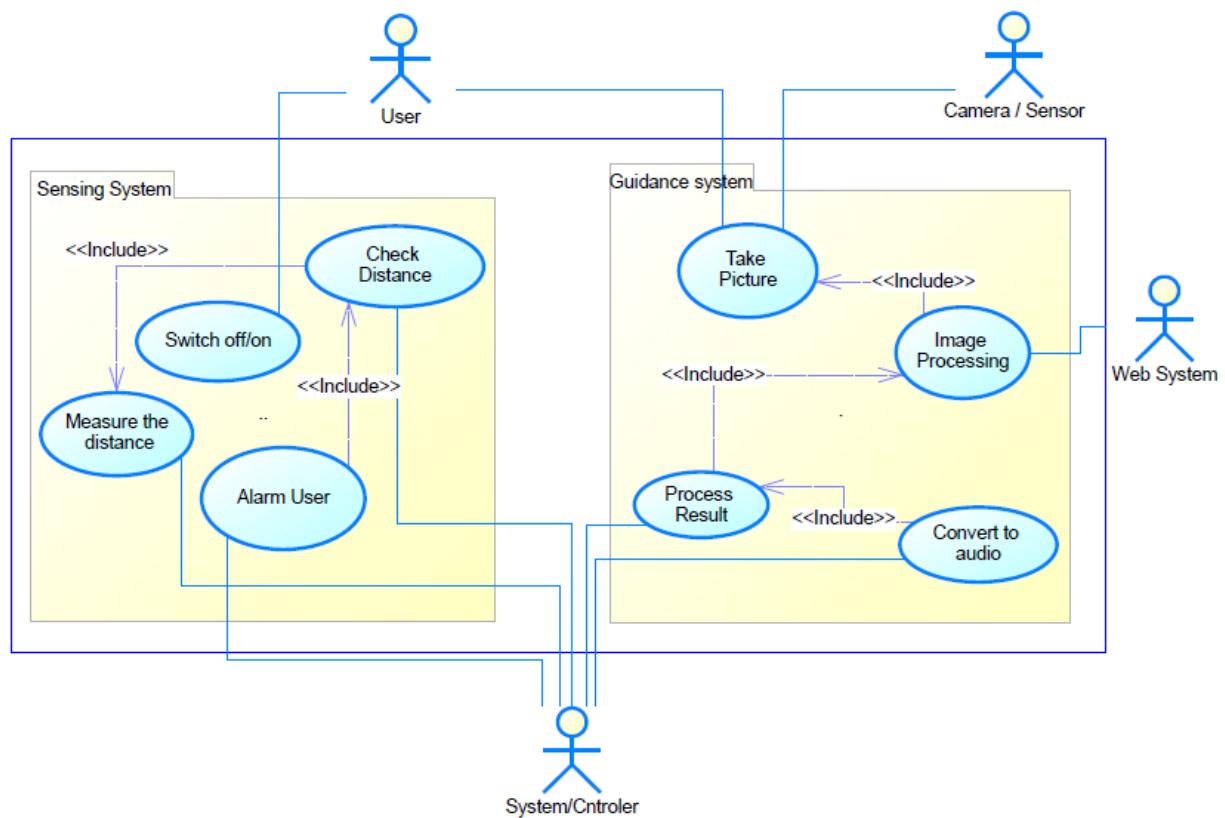 User
Camera / Sensor
Sensing System
Guidance system
<<Include>>
Check
Distance
Take
Picture
<<Include>>
Switch off/on
Image
Processing
Web System
<<Include>>
<<Include>>
Measure the
distance
..
.
Alarm User
Process
Result
<<Include>>
Convert to
audio
System/Cntroler